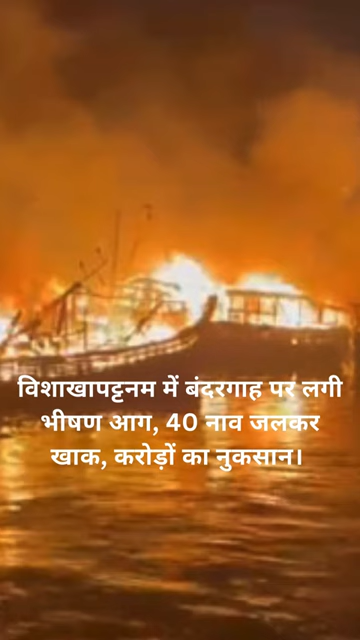 विशाखापट्टनम में बंदरगाह पर लगी
भीषण आग, 40 नाव जलकर
खाक, करोड़ों का नुकसान।